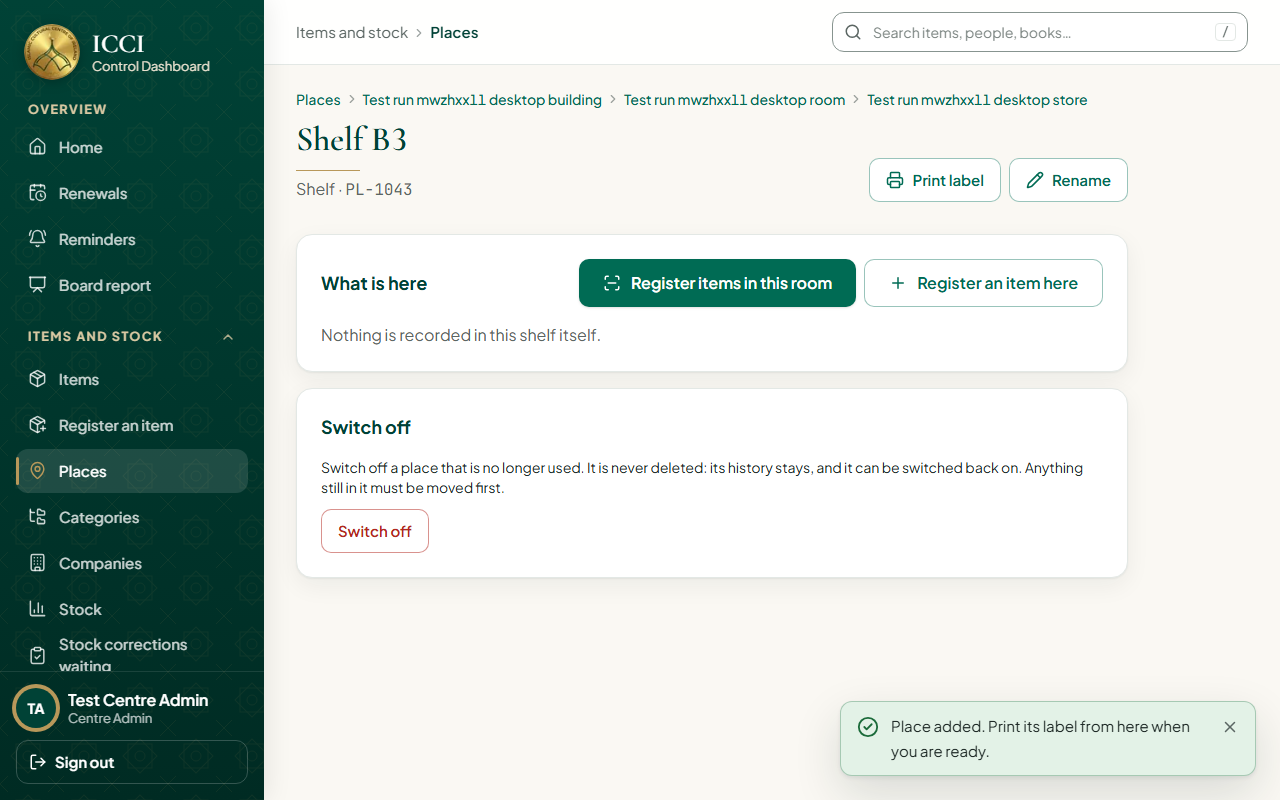 ICCI
Control Dashboard
OVERVIEW
Home
Renewals
Reminders
Board report
ITEMS AND STOCK
Items
Register an item
Places
Categories
Companies
Stock
Stock corrections
waiting
TA
Test Centre Admin
Centre Admin
Sign out
Items and stock > Places
Search items, people, books…
/
Places > Test run mwzhxx1l desktop building > Test run mwzhxx1l desktop room > Test run mwzhxx1l desktop store
Shelf B3
Shelf · PL-1043
Print label
Rename
What is here
Register items in this room
Register an item here
Nothing is recorded in this shelf itself.
Switch off
Switch off a place that is no longer used. It is never deleted: its history stays, and it can be switched back on. Anything
still in it must be moved first.
Switch off
Place added. Print its label from here when
you are ready.